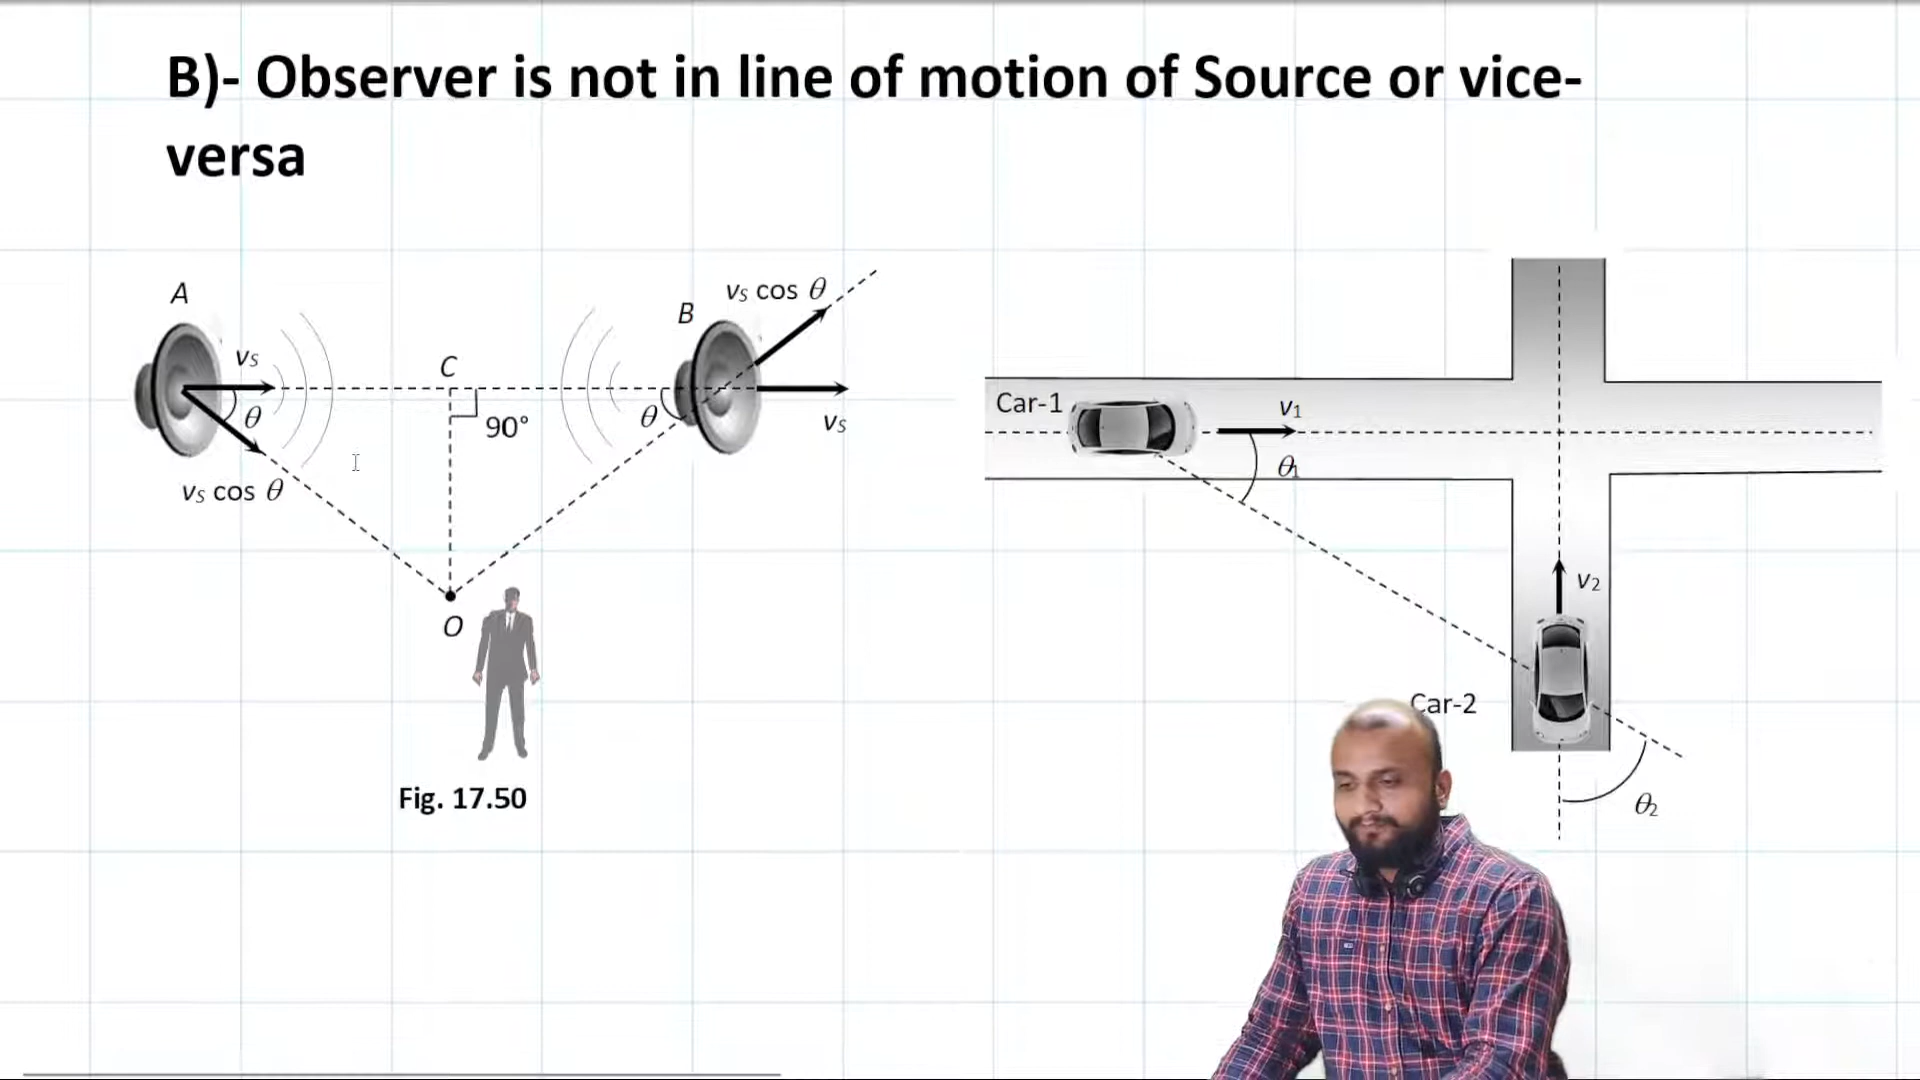 B)- Observer is not in line of motion of Source or vice-
versa
A
vS
θ
vS cos θ
C
90°
B
vS cos θ
θ
vS
O
Fig. 17.50
Car-1
v1
θ1
v2
Car-2
θ2